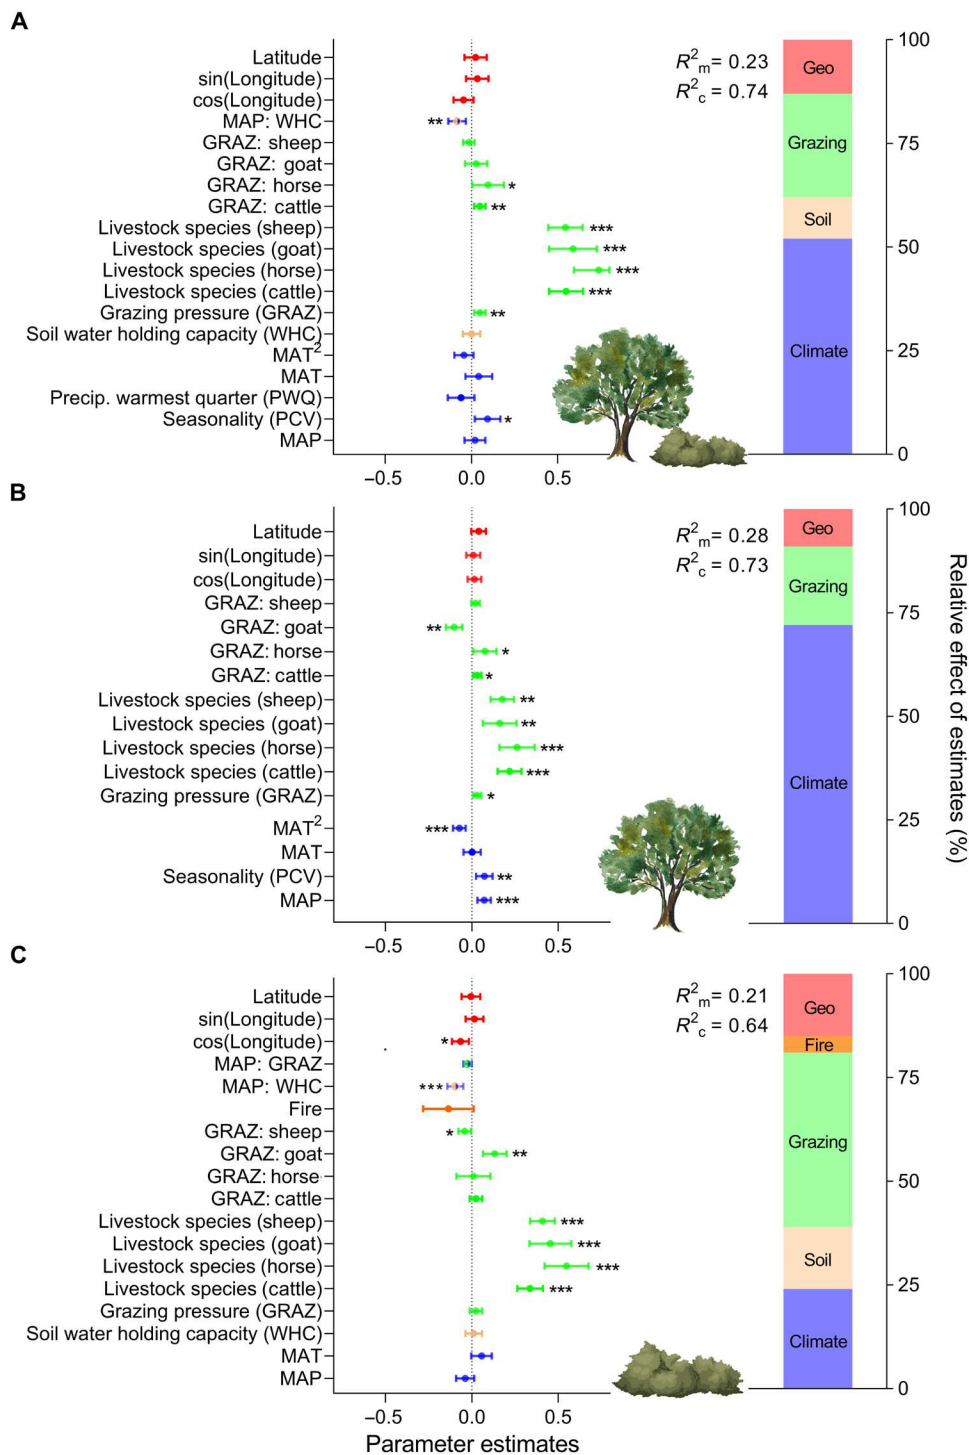 A
Latitude
sin(Longitude)
cos(Longitude)
MAP: WHC
**
GRAZ: sheep
GRAZ: goat
GRAZ: horse
*
GRAZ: cattle
**
Livestock species (sheep)
***
Livestock species (goat)
***
Livestock species (horse)
***
Livestock species (cattle)
***
Grazing pressure (GRAZ)
**
Soil water holding capacity (WHC)
MAT²
MAT
Precip. warmest quarter (PWQ)
Seasonality (PCV)
*
MAP
−0.5 0.0 0.5
R²m = 0.23
R²c = 0.74
Geo
Grazing
Soil
Climate
100
75
50
25
0
B
Latitude
sin(Longitude)
cos(Longitude)
GRAZ: sheep
GRAZ: goat
**
GRAZ: horse
*
GRAZ: cattle
*
Livestock species (sheep)
**
Livestock species (goat)
**
Livestock species (horse)
***
Livestock species (cattle)
***
Grazing pressure (GRAZ)
*
MAT²
***
MAT
Seasonality (PCV)
**
MAP
***
−0.5 0.0 0.5
R²m = 0.28
R²c = 0.73
Geo
Grazing
Climate
100
75
50
25
0
Relative effect of estimates (%)
C
Latitude
sin(Longitude)
cos(Longitude)
*
MAP: GRAZ
MAP: WHC
***
Fire
GRAZ: sheep
*
GRAZ: goat
**
GRAZ: horse
GRAZ: cattle
Livestock species (sheep)
***
Livestock species (goat)
***
Livestock species (horse)
***
Livestock species (cattle)
***
Grazing pressure (GRAZ)
Soil water holding capacity (WHC)
MAT
MAP
−0.5 0.0 0.5
Parameter estimates
R²m = 0.21
R²c = 0.64
Geo
Fire
Grazing
Soil
Climate
100
75
50
25
0